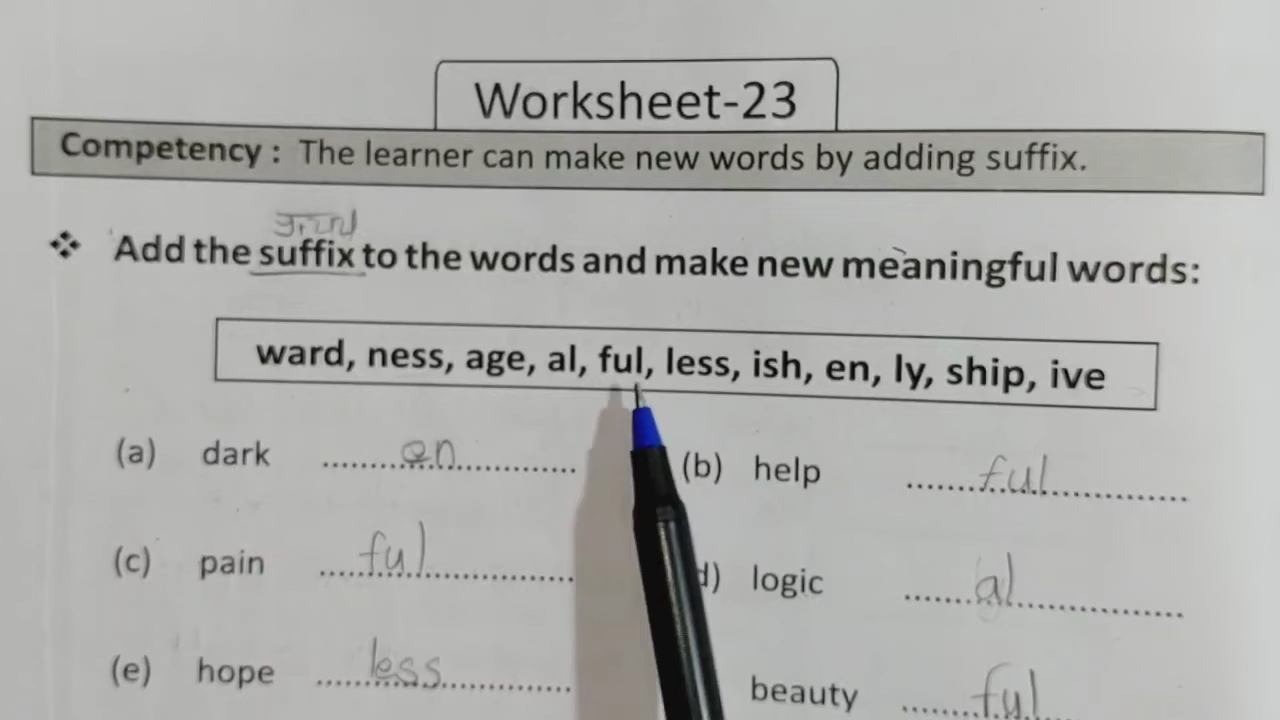 Worksheet-23
Competency : The learner can make new words by adding suffix.
❖ Add the suffix to the words and make new meaningful words:
ward, ness, age, al, ful, less, ish, en, ly, ship, ive
(a) dark ............en............ (b) help ............ful............
(c) pain ............ful............ d) logic ............al............
(e) hope ............less............ beauty ............ful............